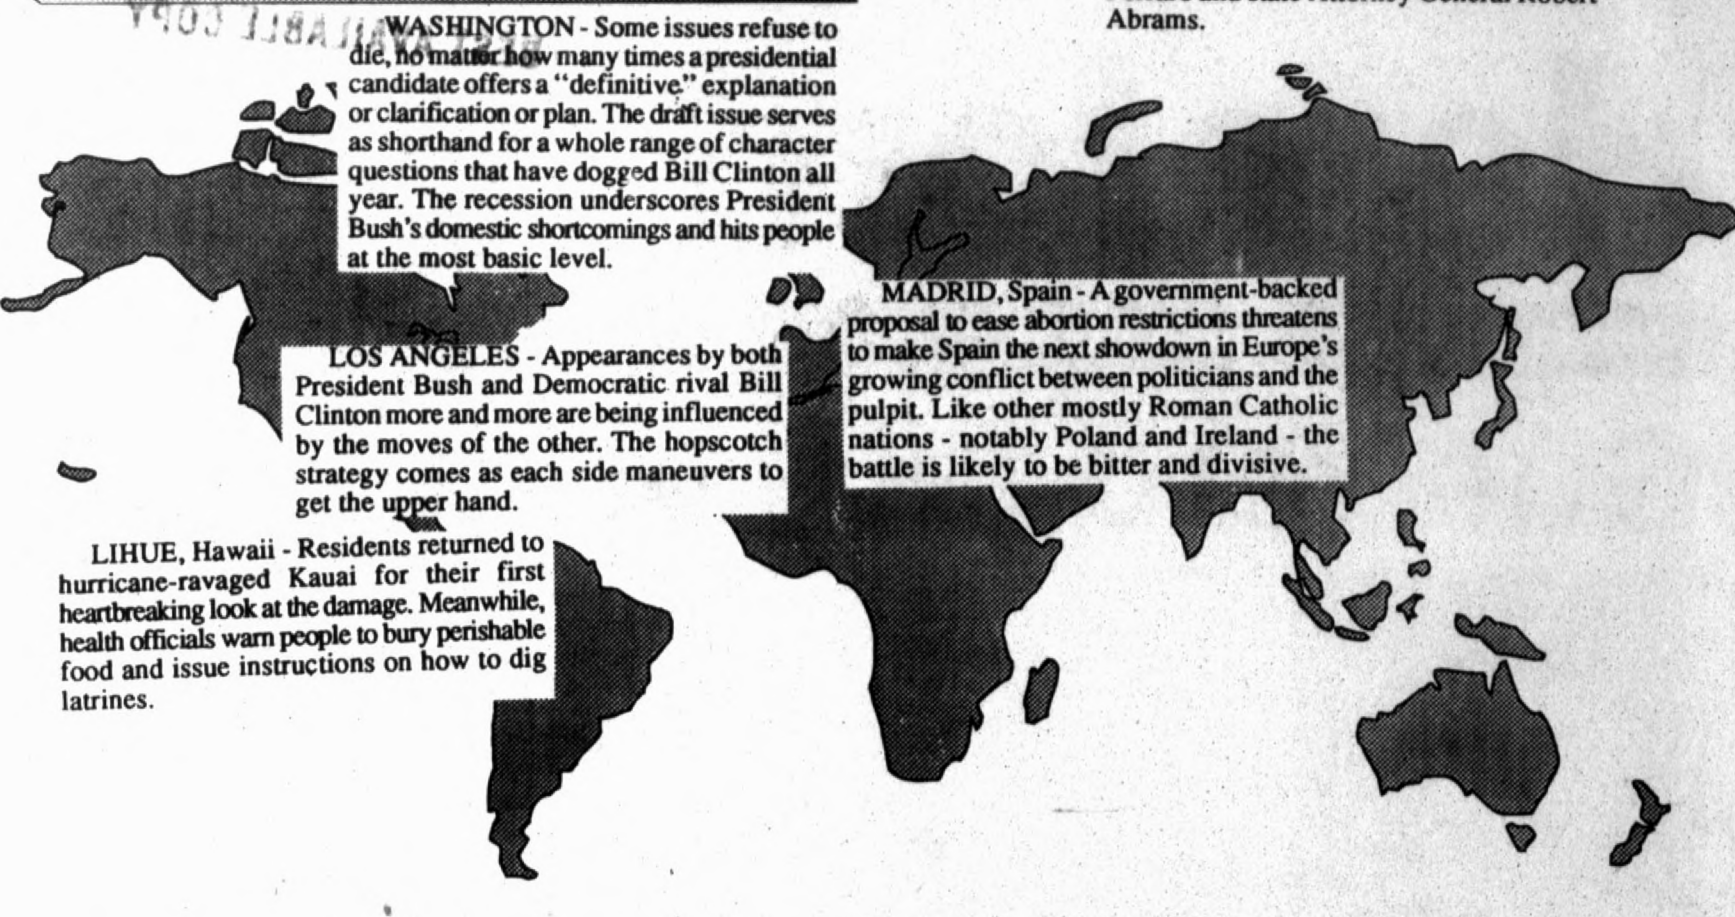 Abrams.
WASHINGTON - Some issues refuse to
die, no matter how many times a presidential
candidate offers a "definitive" explanation
or clarification or plan. The draft issue serves
as shorthand for a whole range of character
questions that have dogged Bill Clinton all
year. The recession underscores President
Bush's domestic shortcomings and hits people
at the most basic level.
MADRID, Spain - A government-backed
proposal to ease abortion restrictions threatens
to make Spain the next showdown in Europe's
growing conflict between politicians and the
pulpit. Like other mostly Roman Catholic
nations - notably Poland and Ireland - the
battle is likely to be bitter and divisive.
LOS ANGELES - Appearances by both
President Bush and Democratic rival Bill
Clinton more and more are being influenced
by the moves of the other. The hopscotch
strategy comes as each side maneuvers to
get the upper hand.
LIHUE, Hawaii - Residents returned to
hurricane-ravaged Kauai for their first
heartbreaking look at the damage. Meanwhile,
health officials warn people to bury perishable
food and issue instructions on how to dig
latrines.